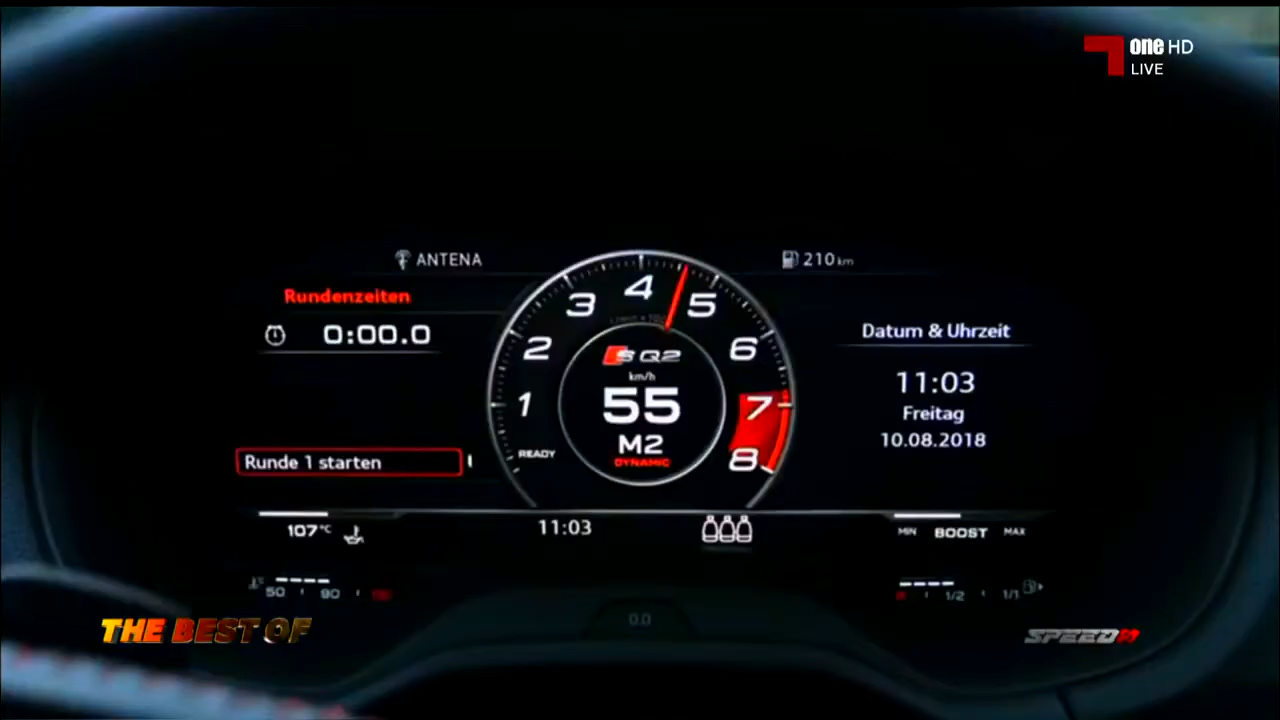 one HD
LIVE
ANTENA
210 km
Rundenzeiten
0:00.0
Datum & Uhrzeit
11:03
Freitag
10.08.2018
1
2
3
4
5
6
7
8
SQ2
km/h
55
M2
DYNAMIC
READY
Runde 1 starten
107°C
11:03
MIN BOOST MAX
50 90
1/2 1/1
0.0
THE BEST OF
SPEED